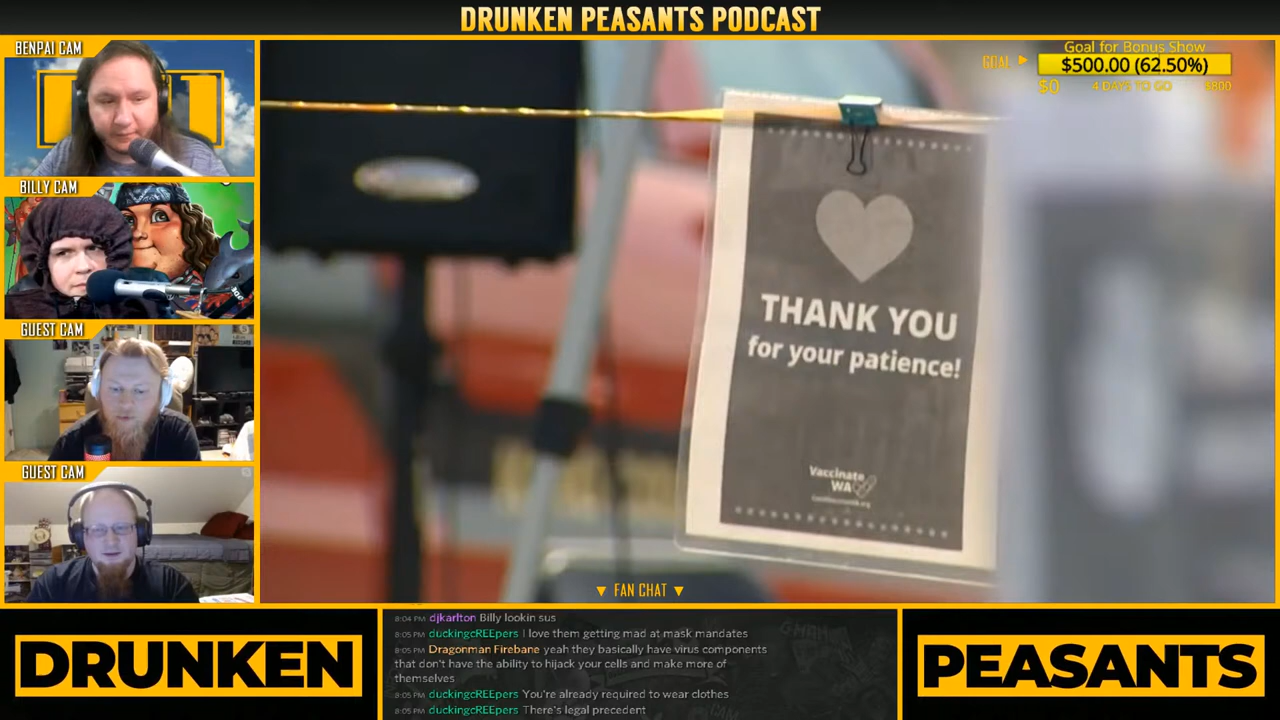 DRUNKEN PEASANTS PODCAST
BENPAI CAM
BILLY CAM
GUEST CAM
GUEST CAM
Goal for Bonus Show
GOAL
$500.00 (62.50%)
$0
4 DAYS TO GO
$800
THANK YOU
for your patience!
Vaccinate
WA
▼ FAN CHAT ▼
8:04 PM djkarlton Billy lookin sus
8:05 PM duckingcREEpers I love them getting mad at mask mandates
8:05 PM Dragonman Firebane yeah they basically have virus components
that don't have the ability to hijack your cells and make more of
themselves
8:05 PM duckingcREEpers You're already required to wear clothes
8:05 PM duckingcREEpers There's legal precedent
DRUNKEN
PEASANTS